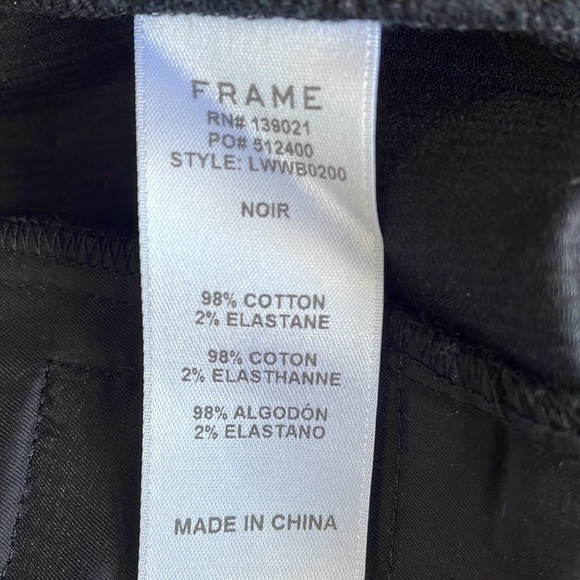 FRAME
RN# 139021
PO# 512400
STYLE: LWWB0200
NOIR
98% COTTON
2% ELASTANE
98% COTON
2% ELASTHANNE
98% ALGODÓN
2% ELASTANO
MADE IN CHINA